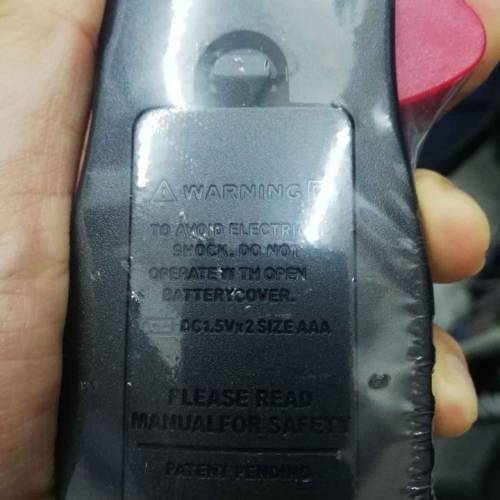 WARNING
TO AVOID ELECTRICAL
SHOCK. DO NOT
OPERATE WITH OPEN
BATTERYCOVER.
DC1.5Vx2 SIZE AAA
PLEASE READ
MANUALFOR SAFETY
PATENT PENDING